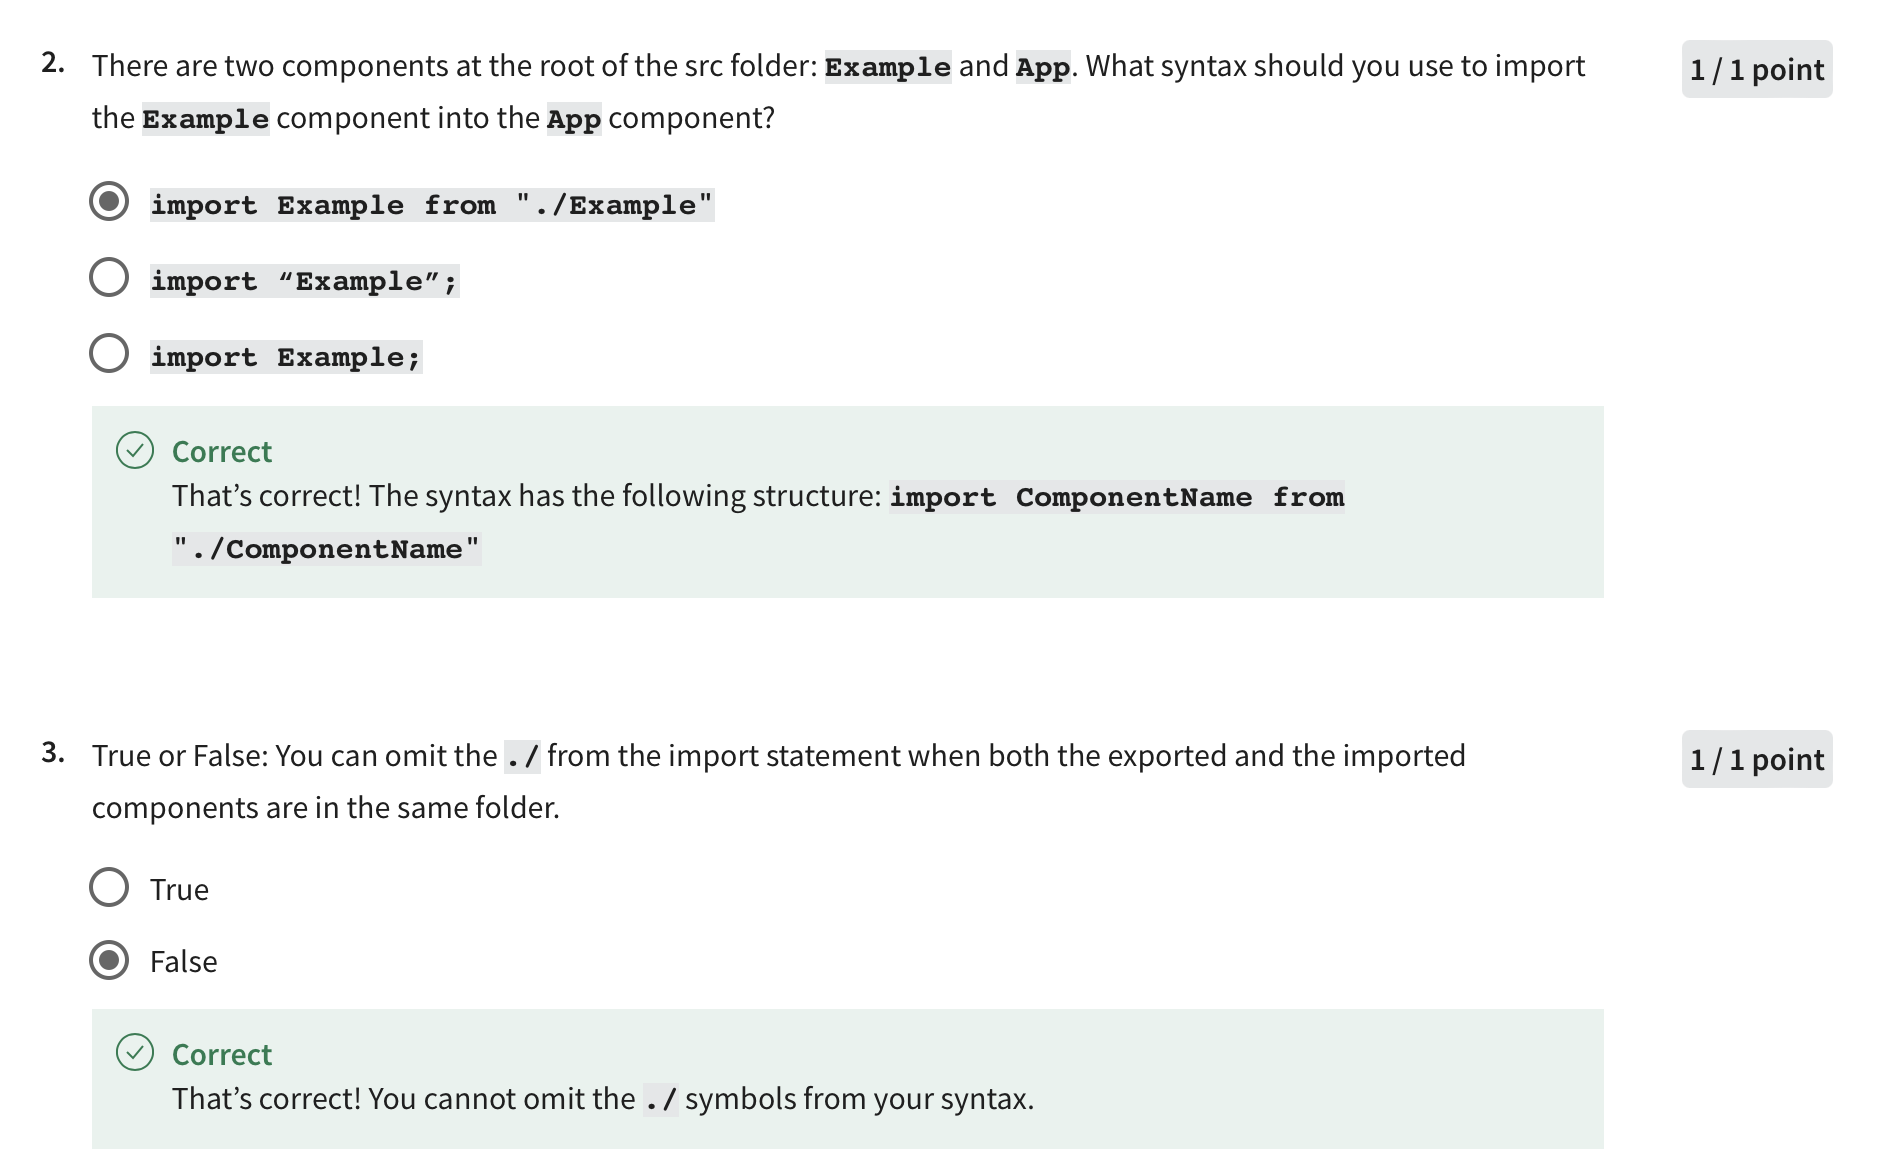 2. There are two components at the root of the src folder: Example and App. What syntax should you use to import 1 / 1 point
the Example component into the App component?
import Example from "./Example"
import “Example”;
import Example;
Correct
That’s correct! The syntax has the following structure: import ComponentName from
"./ComponentName"
3. True or False: You can omit the ./ from the import statement when both the exported and the imported 1 / 1 point
components are in the same folder.
True
False
Correct
That’s correct! You cannot omit the ./ symbols from your syntax.